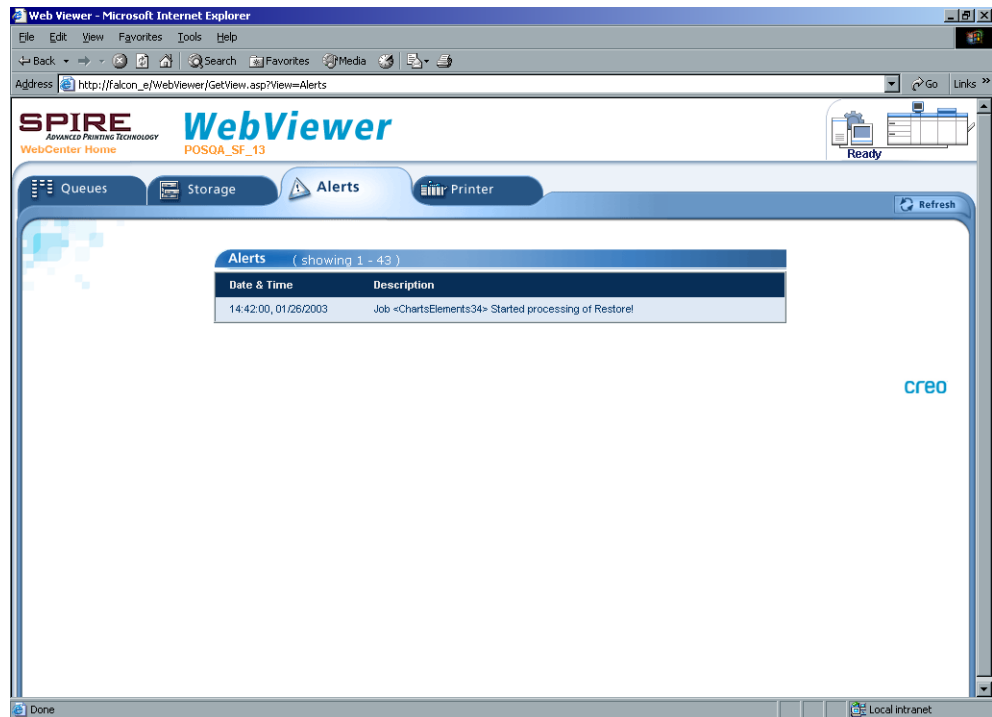 Web Viewer - Microsoft Internet Explorer
File Edit View Favorites Tools Help
Back Search Favorites Media
Address http://falcon_e/WebViewer/GetView.asp?View=Alerts Go Links »
SPIRE
ADVANCED PRINTING TECHNOLOGY
WebCenter Home
WebViewer
POSQA_SF_13
Ready
Queues Storage Alerts Printer
Refresh
Alerts ( showing 1 - 43 )
Date & Time Description
14:42:00, 01/26/2003 Job <ChartsElements34> Started processing of Restore!
creo
Done Local intranet